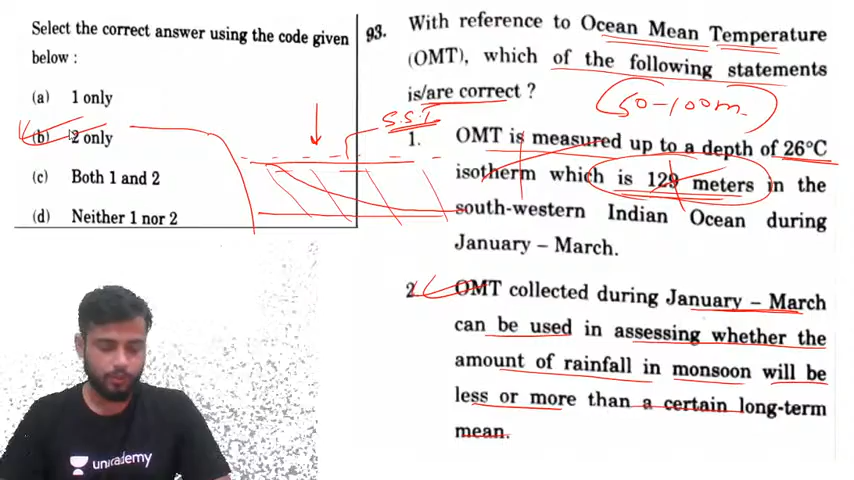 Select the correct answer using the code given
below :
(a) 1 only
(b) 2 only
(c) Both 1 and 2
(d) Neither 1 nor 2
93. With reference to Ocean Mean Temperature
(OMT), which of the following statements
is/are correct ?
50-100m
S.S.T
1. OMT is measured up to a depth of 26°C
isotherm which is 129 meters in the
south-western Indian Ocean during
January – March.
2. OMT collected during January – March
can be used in assessing whether the
amount of rainfall in monsoon will be
less or more than a certain long-term
mean.
unacademy